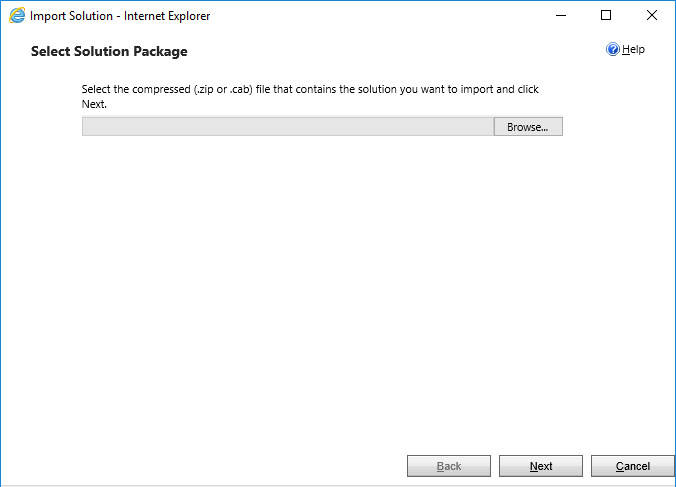 Import Solution - Internet Explorer
Select Solution Package
Help
Select the compressed (.zip or .cab) file that contains the solution you want to import and click
Next.
Browse...
Back
Next
Cancel